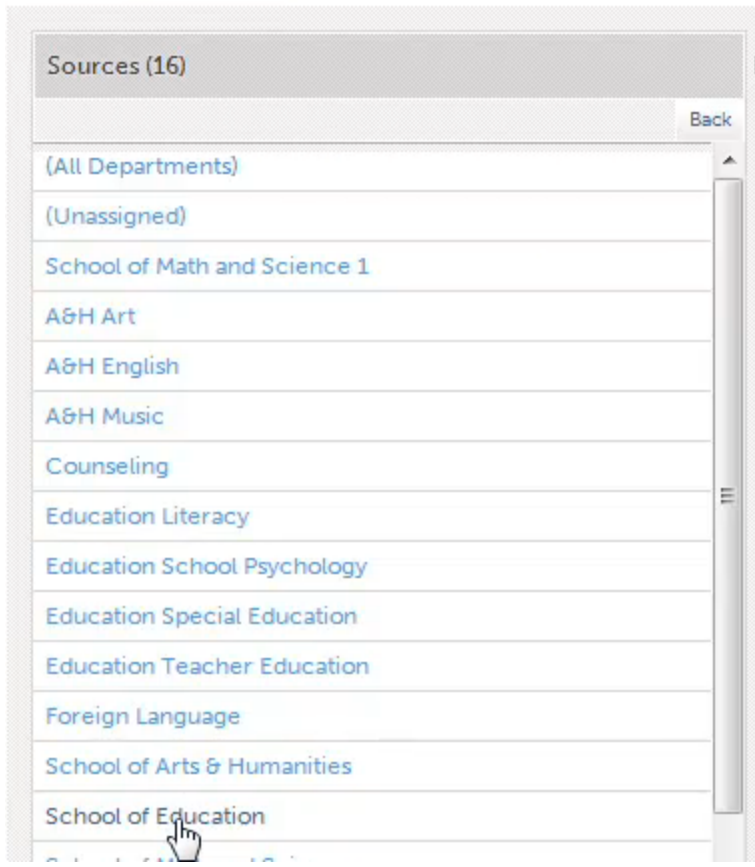 Sources (16)
Back
(All Departments)
(Unassigned)
School of Math and Science 1
A&H Art
A&H English
A&H Music
Counseling
Education Literacy
Education School Psychology
Education Special Education
Education Teacher Education
Foreign Language
School of Arts & Humanities
School of Education